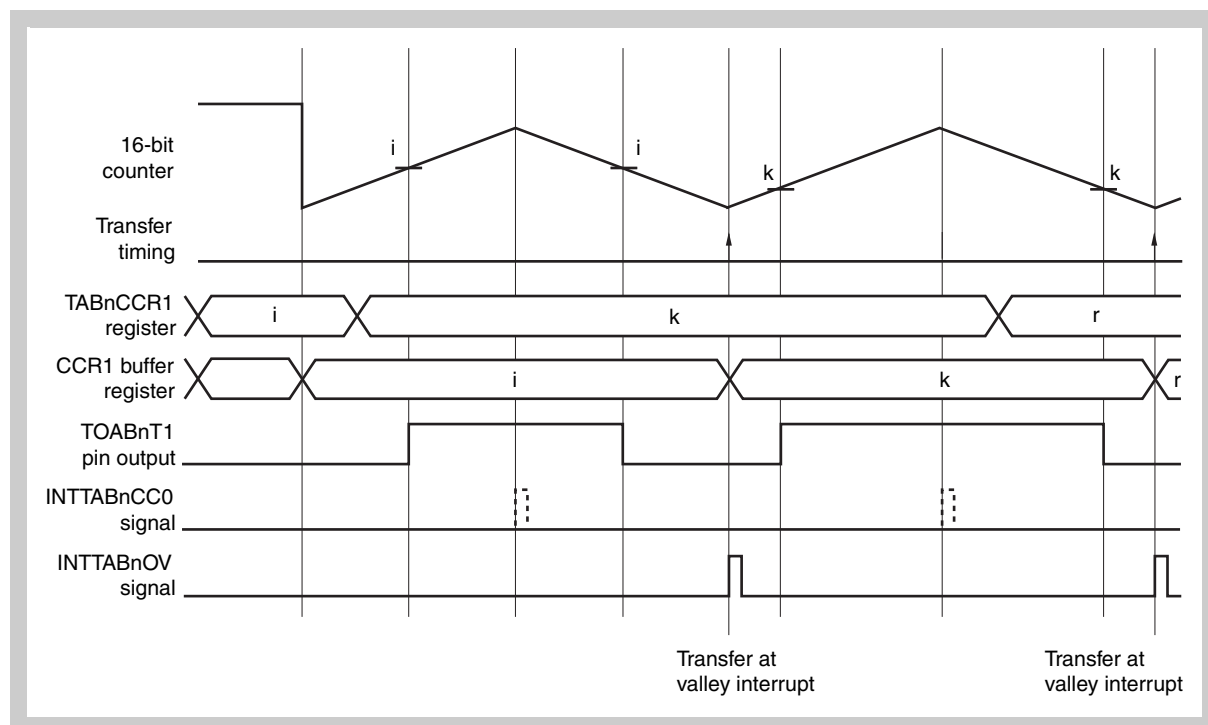 16-bit
counter
i
i
k
k
Transfer
timing
TABnCCR1
register
i
k
r
CCR1 buffer
register
i
k
r
TOABnT1
pin output
INTTABnCC0
signal
INTTABnOV
signal
Transfer at
valley interrupt
Transfer at
valley interrupt